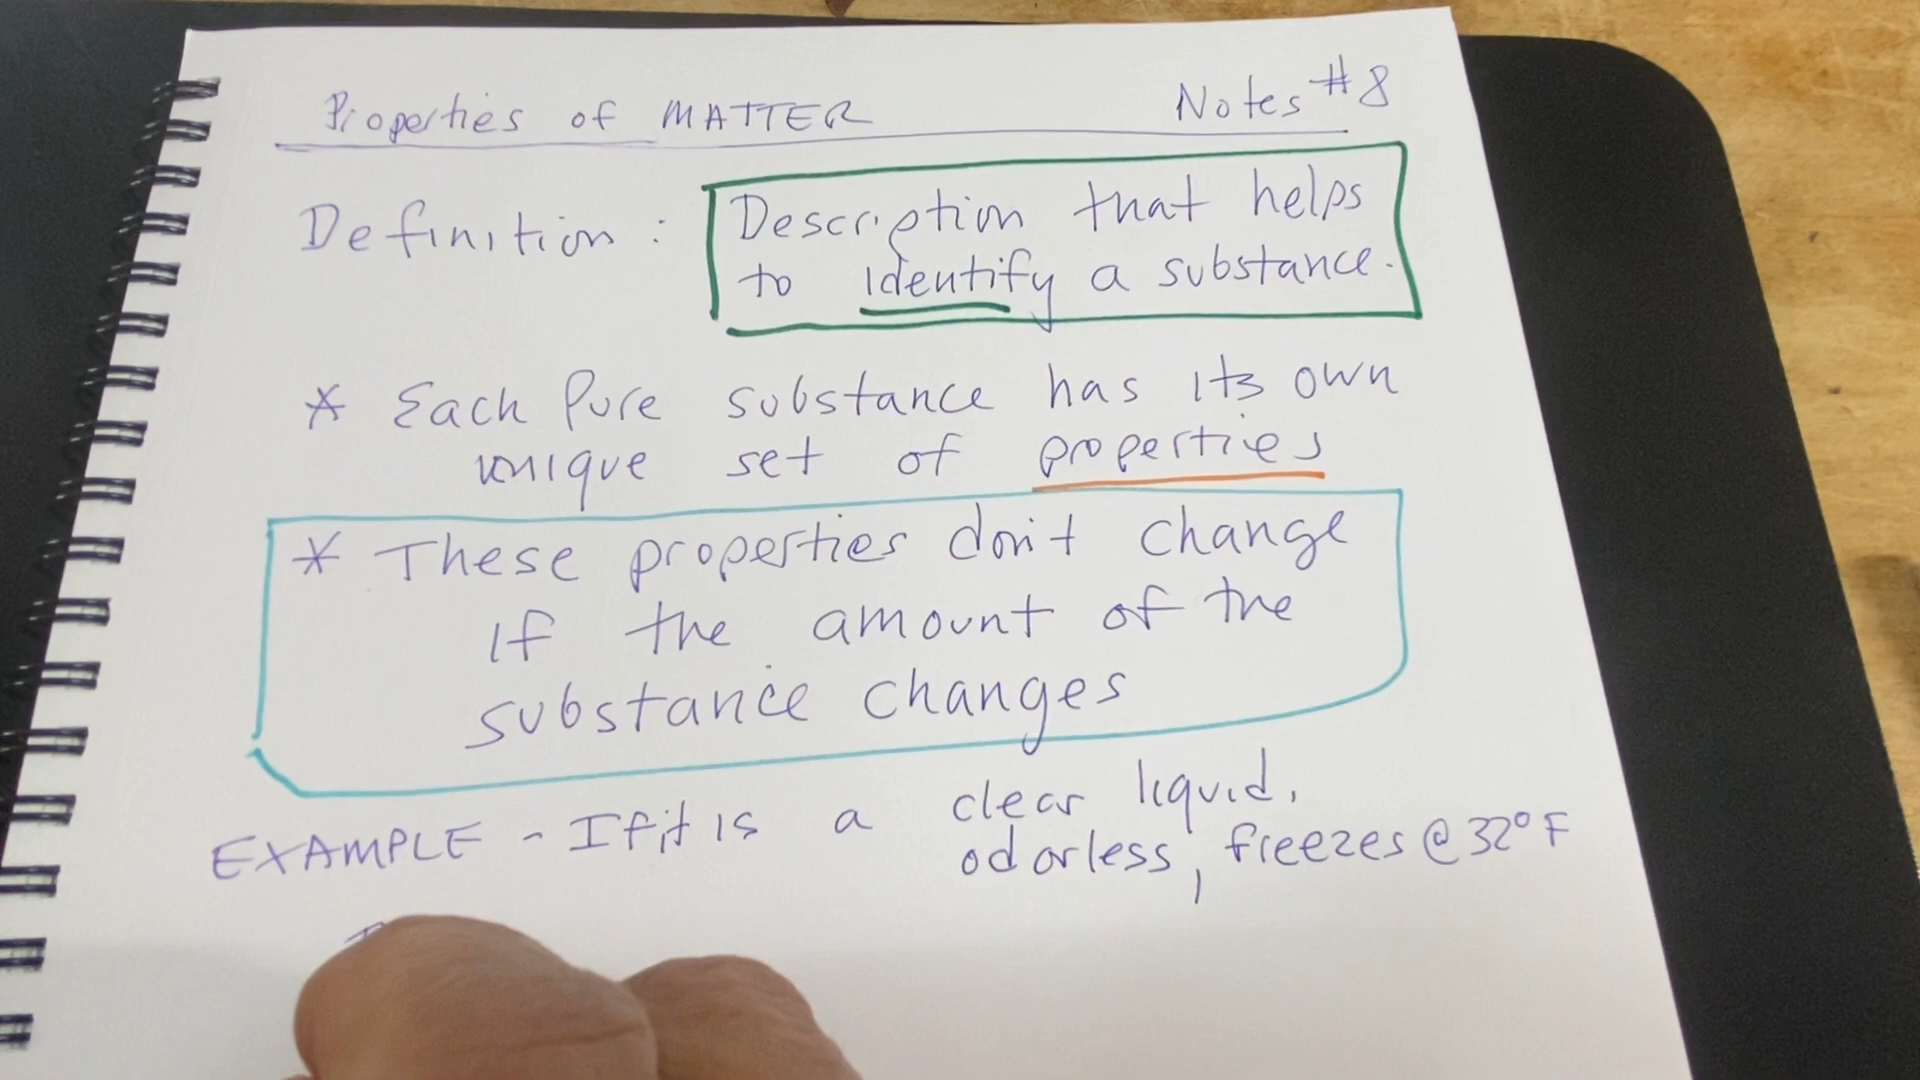 Properties of MATTER Notes #8
Definition: Description that helps
to identify a substance.
* Each Pure substance has its own
unique set of properties
* These properties don't change
if the amount of the
substance changes
EXAMPLE - If it is a clear liquid,
odorless, freezes @ 32° F